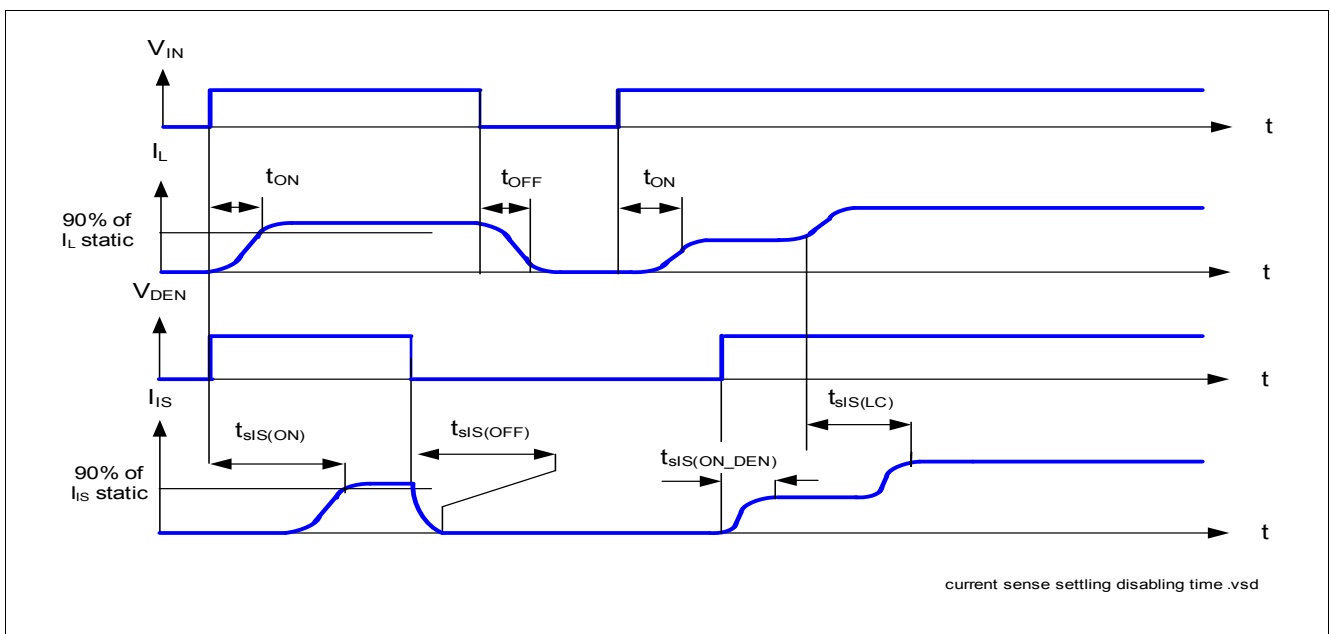 VIN
t
IL
tON
tOFF
tON
90% of
IL static
t
VDEN
t
IIS
tsIS(ON)
tsIS(OFF)
tsIS(LC)
tsIS(ON_DEN)
90% of
IIS static
t
current sense settling disabling time .vsd